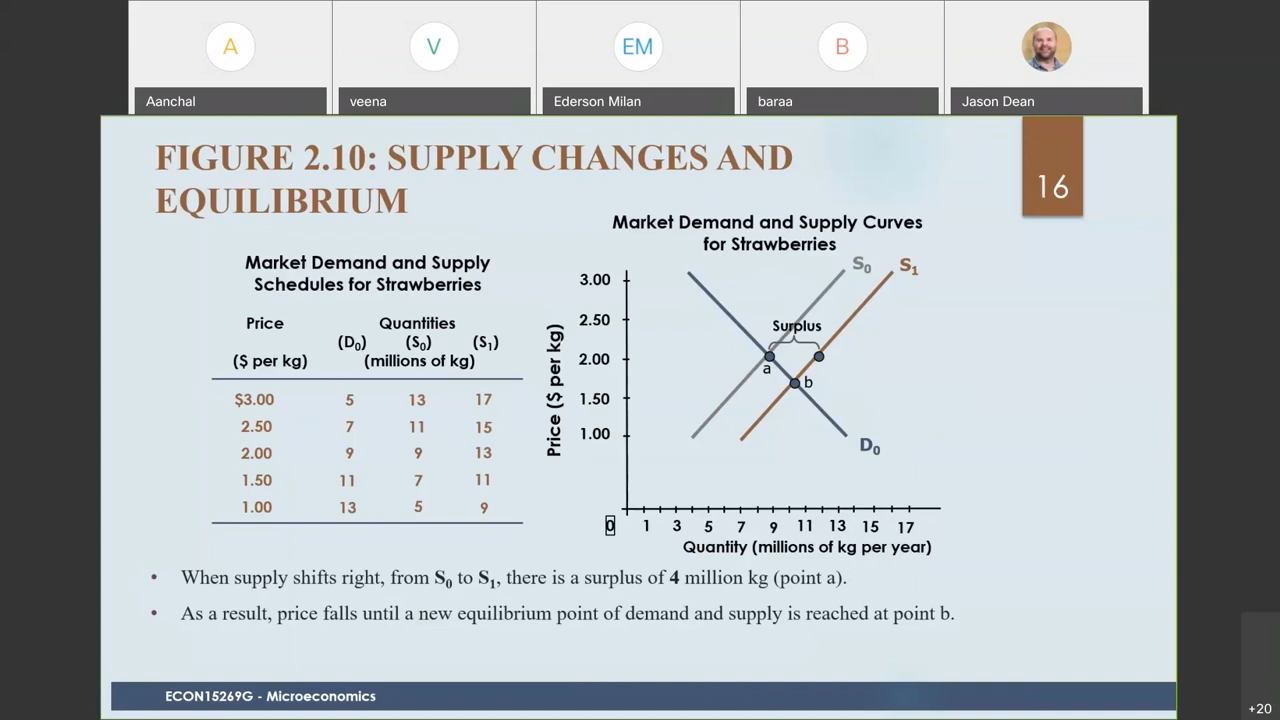 A
V
EM
B
Aanchal
veena
Ederson Milan
baraa
Jason Dean
FIGURE 2.10: SUPPLY CHANGES AND
EQUILIBRIUM
16
Market Demand and Supply
Schedules for Strawberries
Price
Quantities
(D₀) (S₀) (S₁)
($ per kg) (millions of kg)
$3.00 5 13 17
2.50 7 11 15
2.00 9 9 13
1.50 11 7 11
1.00 13 5 9
Market Demand and Supply Curves
for Strawberries
S₀ S₁
3.00
2.50
2.00
1.50
1.00
Price ($ per kg)
Surplus
a
b
D₀
0 1 3 5 7 9 11 13 15 17
Quantity (millions of kg per year)
• When supply shifts right, from S₀ to S₁, there is a surplus of 4 million kg (point a).
• As a result, price falls until a new equilibrium point of demand and supply is reached at point b.
ECON15269G - Microeconomics
+20